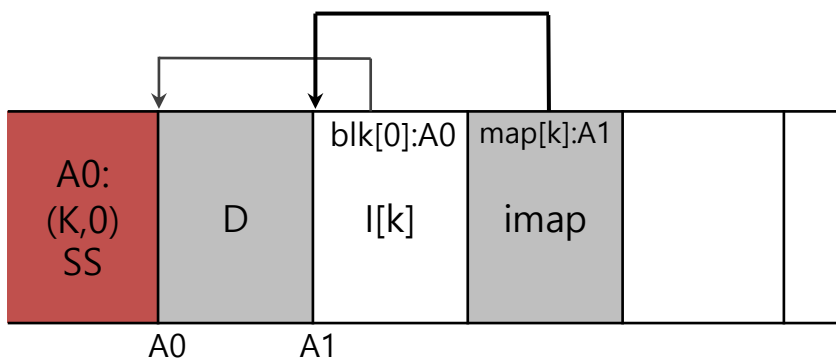 blk[0]:A0
map[k]:A1
A0:
(K,0)
SS
D
I[k]
imap
A0
A1